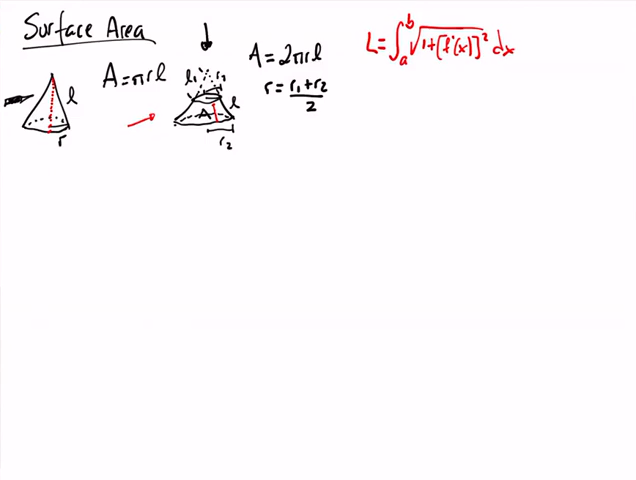 Surface Area
A = πrl
l
r
l₁
r₁
A
l
r₂
A = 2πrl
r = (r₁ + r₂)/2
L = ∫ₐᵇ √(1 + [f'(x)]²) dx